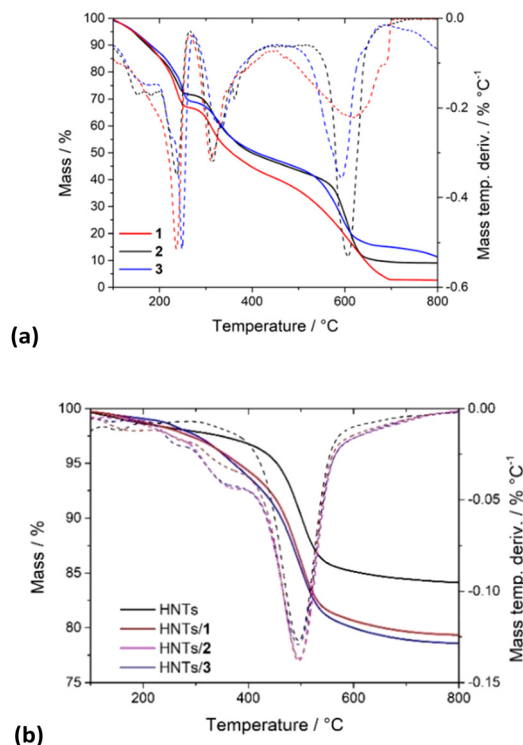 100
90
80
70
60
50
40
30
20
10
0
Mass / %
0.0
-0.2
-0.4
-0.6
Mass temp. deriv. / % °C⁻¹
1
2
3
200 400 600 800
Temperature / °C
(a)
100
95
90
85
80
75
Mass / %
0.00
-0.05
-0.10
-0.15
Mass temp. deriv. / % °C⁻¹
HNTs
HNTs/1
HNTs/2
HNTs/3
200 400 600 800
Temperature / °C
(b)